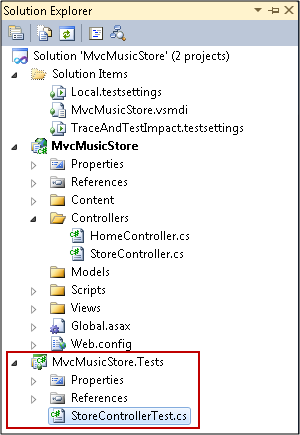 Solution Explorer
Solution 'MvcMusicStore' (2 projects)
Solution Items
Local.testsettings
MvcMusicStore.vsmdi
TraceAndTestImpact.testsettings
MvcMusicStore
Properties
References
Content
Controllers
HomeController.cs
StoreController.cs
Models
Scripts
Views
Global.asax
Web.config
MvcMusicStore.Tests
Properties
References
StoreControllerTest.cs